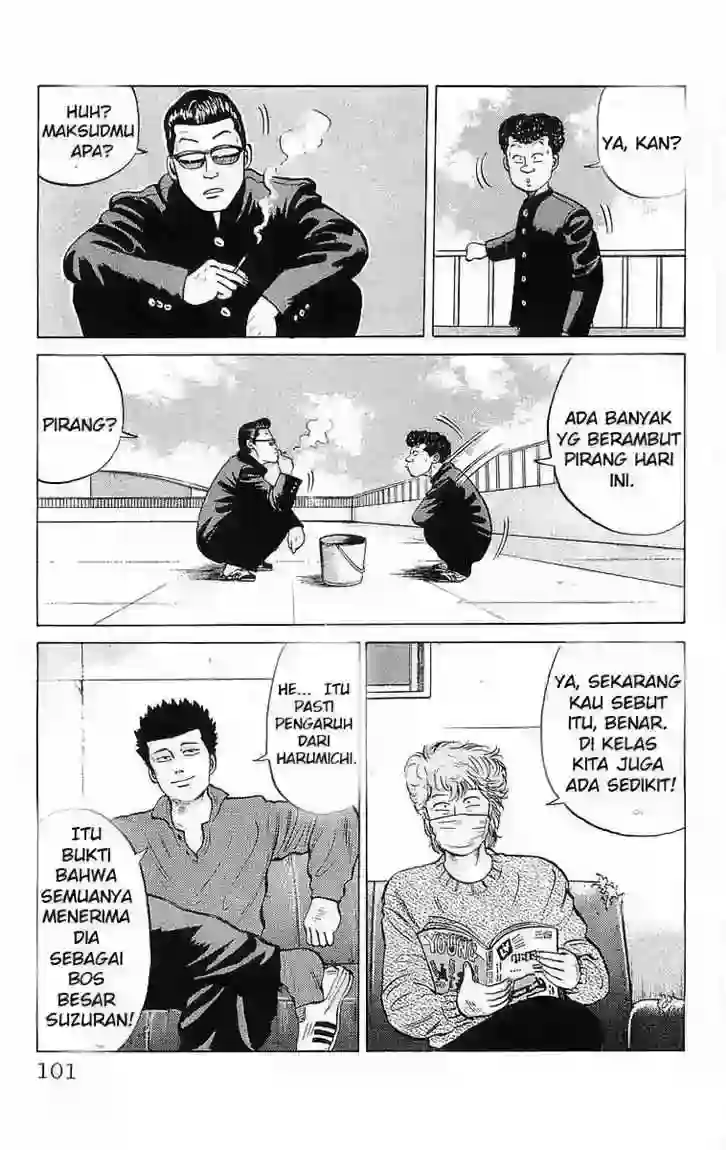 YA, KAN?
HUH?
MAKSUDMU
APA?
ADA BANYAK
YG BERAMBUT
PIRANG HARI
INI.
PIRANG?
YA, SEKARANG
KAU SEBUT
ITU, BENAR.
DI KELAS
KITA JUGA
ADA SEDIKIT!
YOUNG
HE... ITU
PASTI
PENGARUH
DARI
HARUMICHI.
ITU
BUKTI
BAHWA
SEMUANYA
MENERIMA
DIA
SEBAGAI
BOS
BESAR
SUZURAN!
101